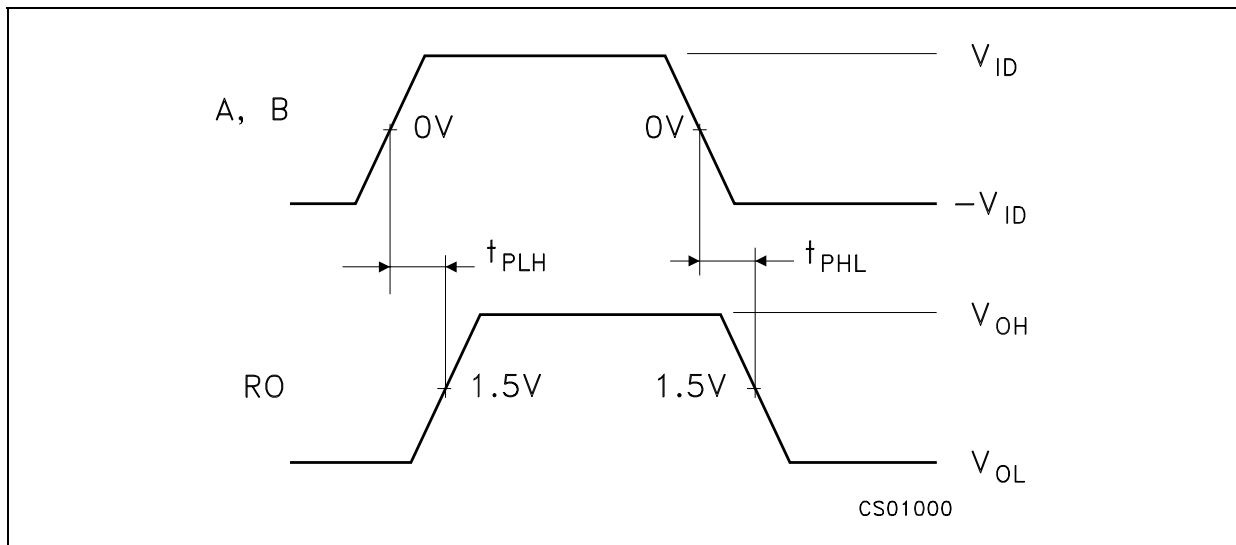 V_ID
A, B
0V 0V
-V_ID
t_PLH t_PHL
V_OH
RO 1.5V 1.5V
V_OL
CS01000